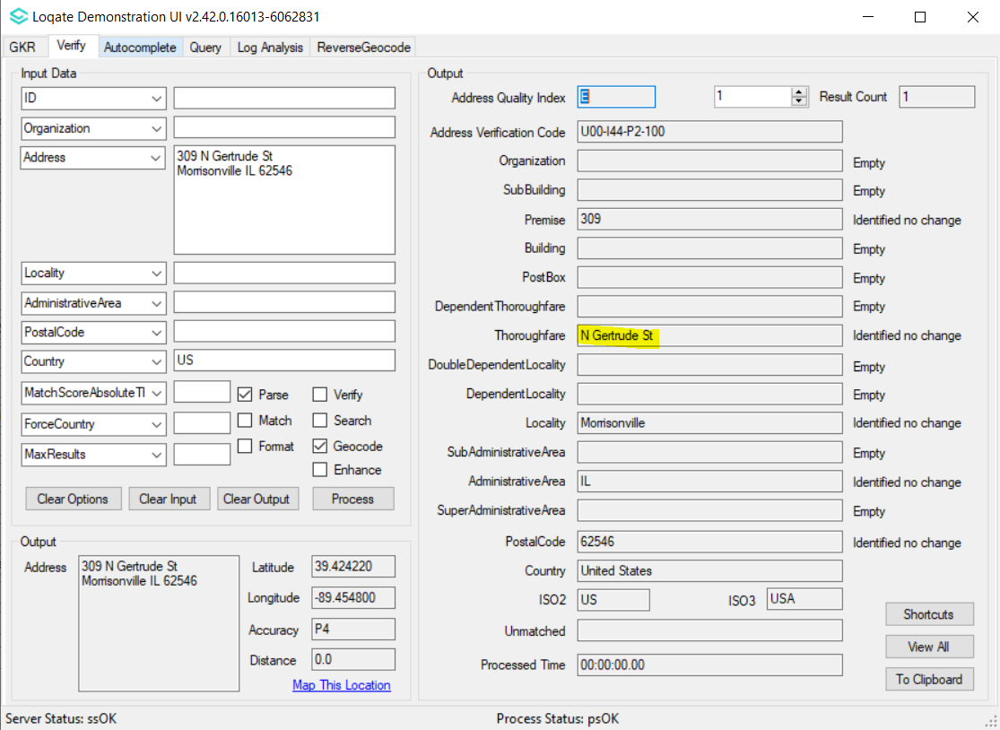 Loqate Demonstration UI v2.42.0.16013-6062831
GKR Verify Autocomplete Query Log Analysis ReverseGeocode
Input Data
ID
Organization
Address 309 N Gertrude St
Morrisonville IL 62546
Locality
AdministrativeArea
PostalCode
Country US
MatchScoreAbsoluteTl Parse Verify
ForceCountry Match Search
MaxResults Format Geocode
Enhance
Clear Options Clear Input Clear Output Process
Output
Address 309 N Gertrude St
Morrisonville IL 62546
Latitude 39.424220
Longitude -89.454800
Accuracy P4
Distance 0.0
Map This Location
Output
Address Quality Index E 1 Result Count 1
Address Verification Code U00-I44-P2-100
Organization Empty
SubBuilding Empty
Premise 309 Identified no change
Building Empty
PostBox Empty
DependentThoroughfare Empty
Thoroughfare N Gertrude St Identified no change
DoubleDependentLocality Empty
DependentLocality Empty
Locality Morrisonville Identified no change
SubAdministrativeArea Empty
AdministrativeArea IL Identified no change
SuperAdministrativeArea Empty
PostalCode 62546 Identified no change
Country United States
ISO2 US ISO3 USA
Unmatched
Processed Time 00:00:00.00
Shortcuts
View All
To Clipboard
Server Status: ssOK Process Status: psOK